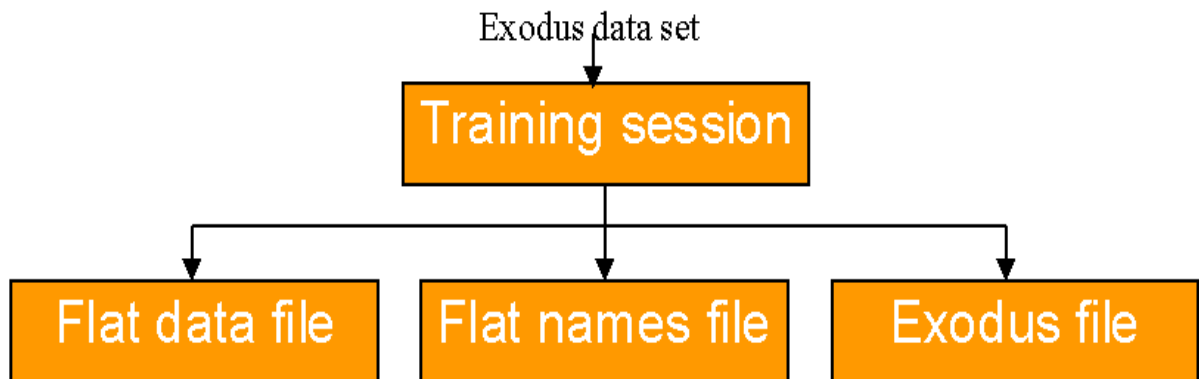 Exodus data set
Training session
Flat data file
Flat names file
Exodus file